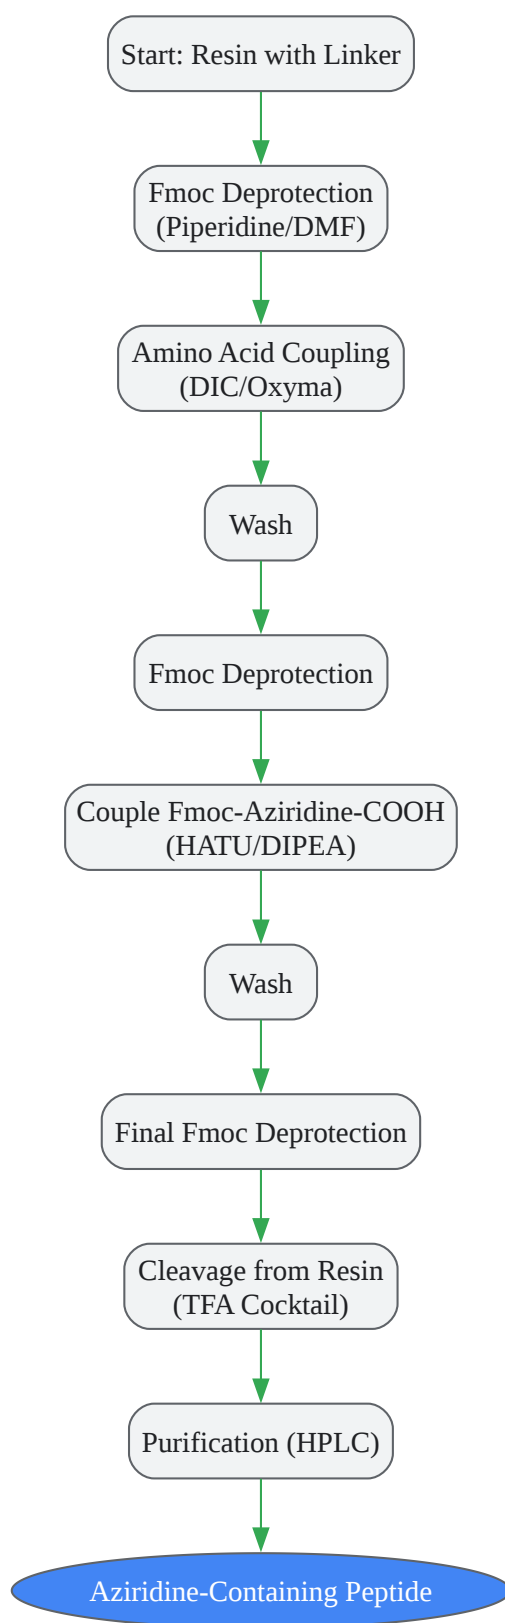 Start: Resin with Linker
Fmoc Deprotection
(Piperidine/DMF)
Amino Acid Coupling
(DIC/Oxyma)
Wash
Fmoc Deprotection
Couple Fmoc-Aziridine-COOH
(HATU/DIPEA)
Wash
Final Fmoc Deprotection
Cleavage from Resin
(TFA Cocktail)
Purification (HPLC)
Aziridine-Containing Peptide